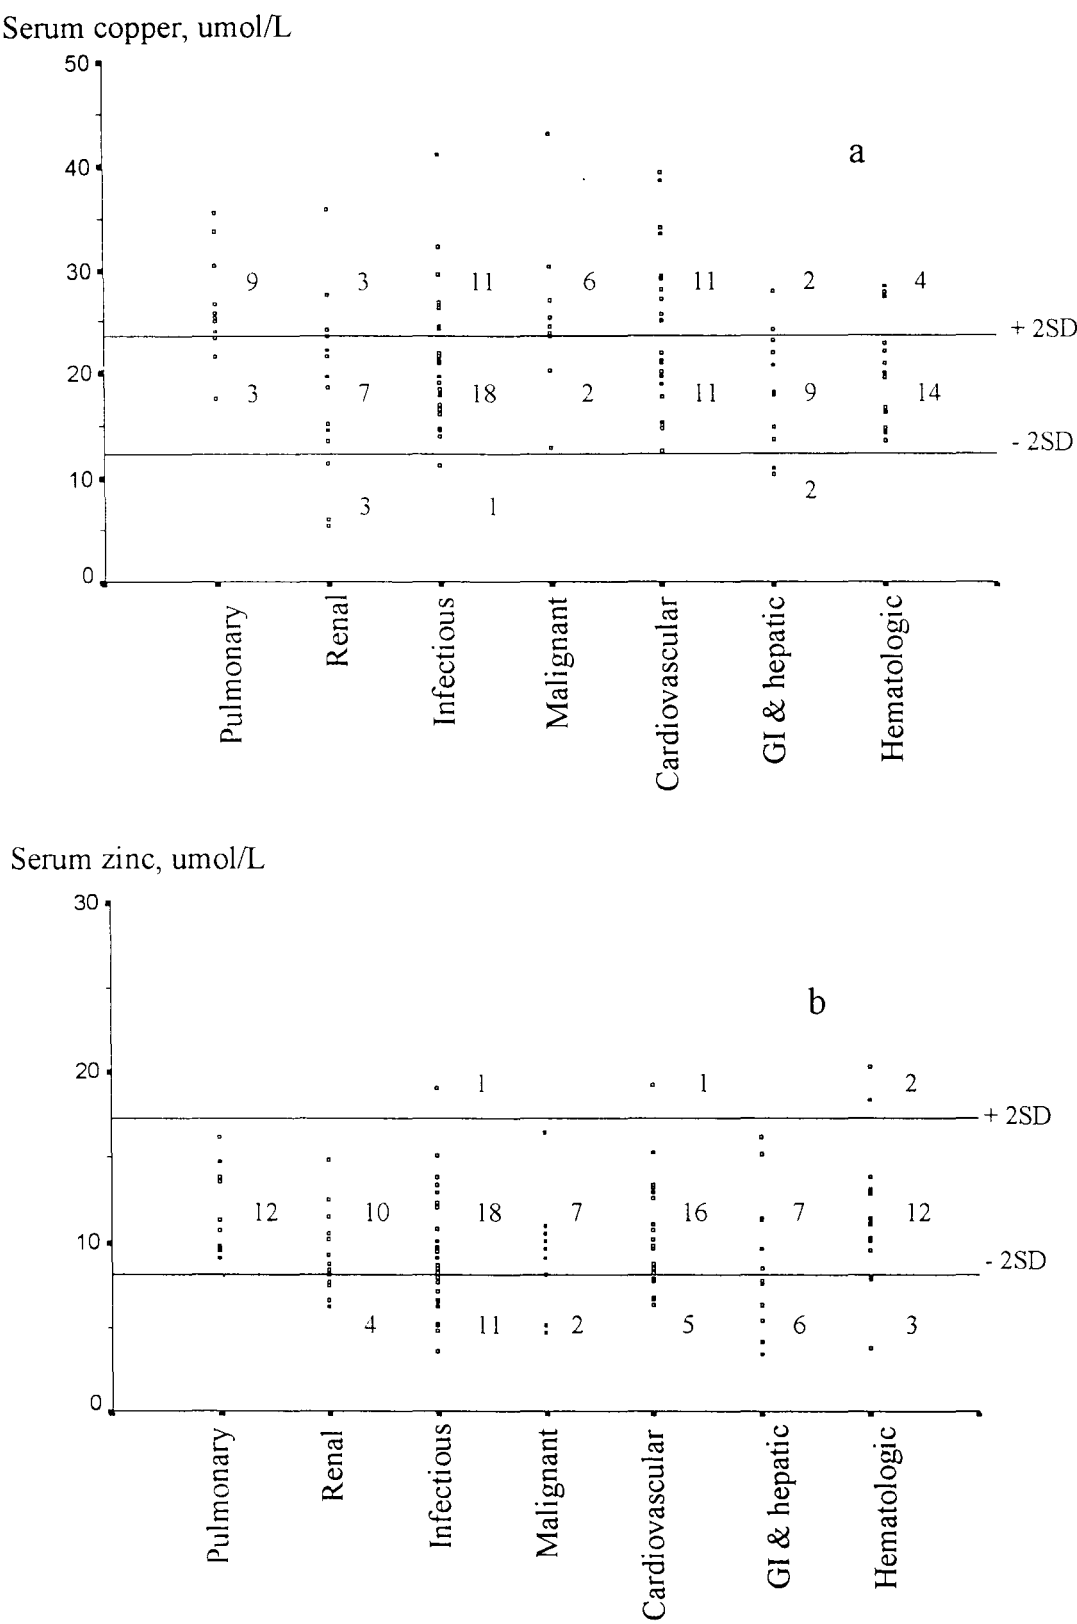 Serum copper, umol/L
50
a
40
30
9 3 11 6 11 2 4
+ 2SD
20
3 7 18 2 11 9 14
- 2SD
10
3 1 2
0
Pulmonary
Renal
Infectious
Malignant
Cardiovascular
GI & hepatic
Hematologic
Serum zinc, umol/L
30
b
20
1 1 2
+ 2SD
12 10 18 7 16 7 12
10
- 2SD
4 11 2 5 6 3
0
Pulmonary
Renal
Infectious
Malignant
Cardiovascular
GI & hepatic
Hematologic